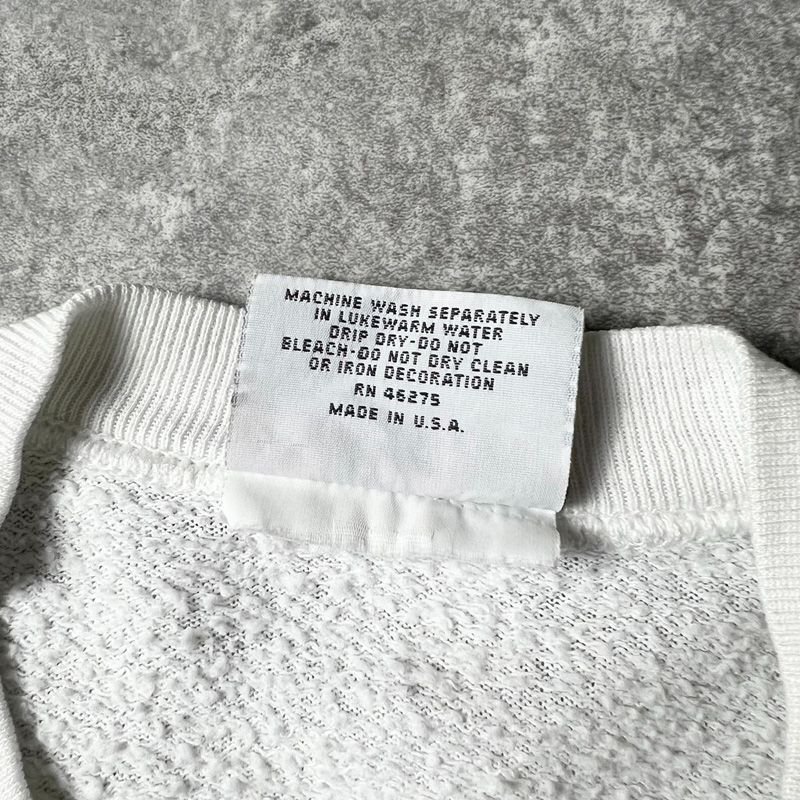 MACHINE WASH SEPARATELY
IN LUKEWARM WATER
DRIP DRY-DO NOT
BLEACH-DO NOT DRY CLEAN
OR IRON DECORATION
RN 46275
MADE IN U.S.A.